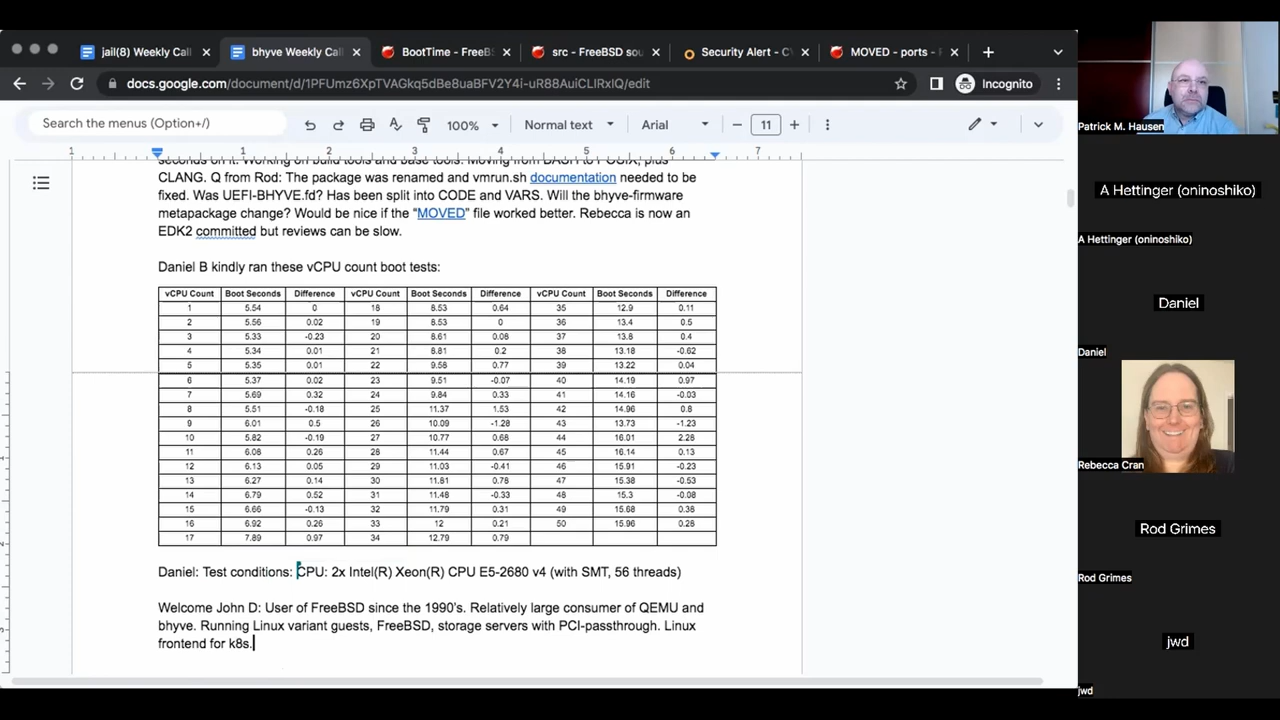 jail(8) Weekly Cal
bhyve Weekly Cal
BootTime - FreeB
src - FreeBSD sou
Security Alert - C
MOVED - ports -
docs.google.com/document/d/1PFUmz6XpTVAGkq5dBe8uaBFV2Y4i-uR88AuiCLlRxIQ/edit
Incognito
Search the menus (Option+/)
100%
Normal text
Arial
11
1 1 2 3 4 5 6 7
CLANG. Q from Rod: The package was renamed and vmrun.sh documentation needed to be
fixed. Was UEFI-BHYVE.fd? Has been split into CODE and VARS. Will the bhyve-firmware
metapackage change? Would be nice if the “MOVED” file worked better. Rebecca is now an
EDK2 committed but reviews can be slow.
Daniel B kindly ran these vCPU count boot tests:
vCPU Count Boot Seconds Difference vCPU Count Boot Seconds Difference vCPU Count Boot Seconds Difference
1 5.54 0 18 8.53 0.64 35 12.9 0.11
2 5.56 0.02 19 8.53 0 36 13.4 0.5
3 5.33 -0.23 20 8.61 0.08 37 13.8 0.4
4 5.34 0.01 21 8.81 0.2 38 13.18 -0.62
5 5.35 0.01 22 9.58 0.77 39 13.22 0.04
6 5.37 0.02 23 9.51 -0.07 40 14.19 0.97
7 5.69 0.32 24 9.84 0.33 41 14.16 -0.03
8 5.51 -0.18 25 11.37 1.53 42 14.96 0.8
9 6.01 0.5 26 10.09 -1.28 43 13.73 -1.23
10 5.82 -0.19 27 10.77 0.68 44 16.01 2.28
11 6.08 0.26 28 11.44 0.67 45 16.14 0.13
12 6.13 0.05 29 11.03 -0.41 46 15.91 -0.23
13 6.27 0.14 30 11.81 0.78 47 15.38 -0.53
14 6.79 0.52 31 11.48 -0.33 48 15.3 -0.08
15 6.66 -0.13 32 11.79 0.31 49 15.68 0.38
16 6.92 0.26 33 12 0.21 50 15.96 0.28
17 7.89 0.97 34 12.79 0.79
Daniel: Test conditions: CPU: 2x Intel(R) Xeon(R) CPU E5-2680 v4 (with SMT, 56 threads)
Welcome John D: User of FreeBSD since the 1990’s. Relatively large consumer of QEMU and
bhyve. Running Linux variant guests, FreeBSD, storage servers with PCI-passthrough. Linux
frontend for k8s.
Patrick M. Hausen
A Hettinger (oninoshiko)
A Hettinger (oninoshiko)
Daniel
Daniel
Rebecca Cran
Rod Grimes
Rod Grimes
jwd
jwd